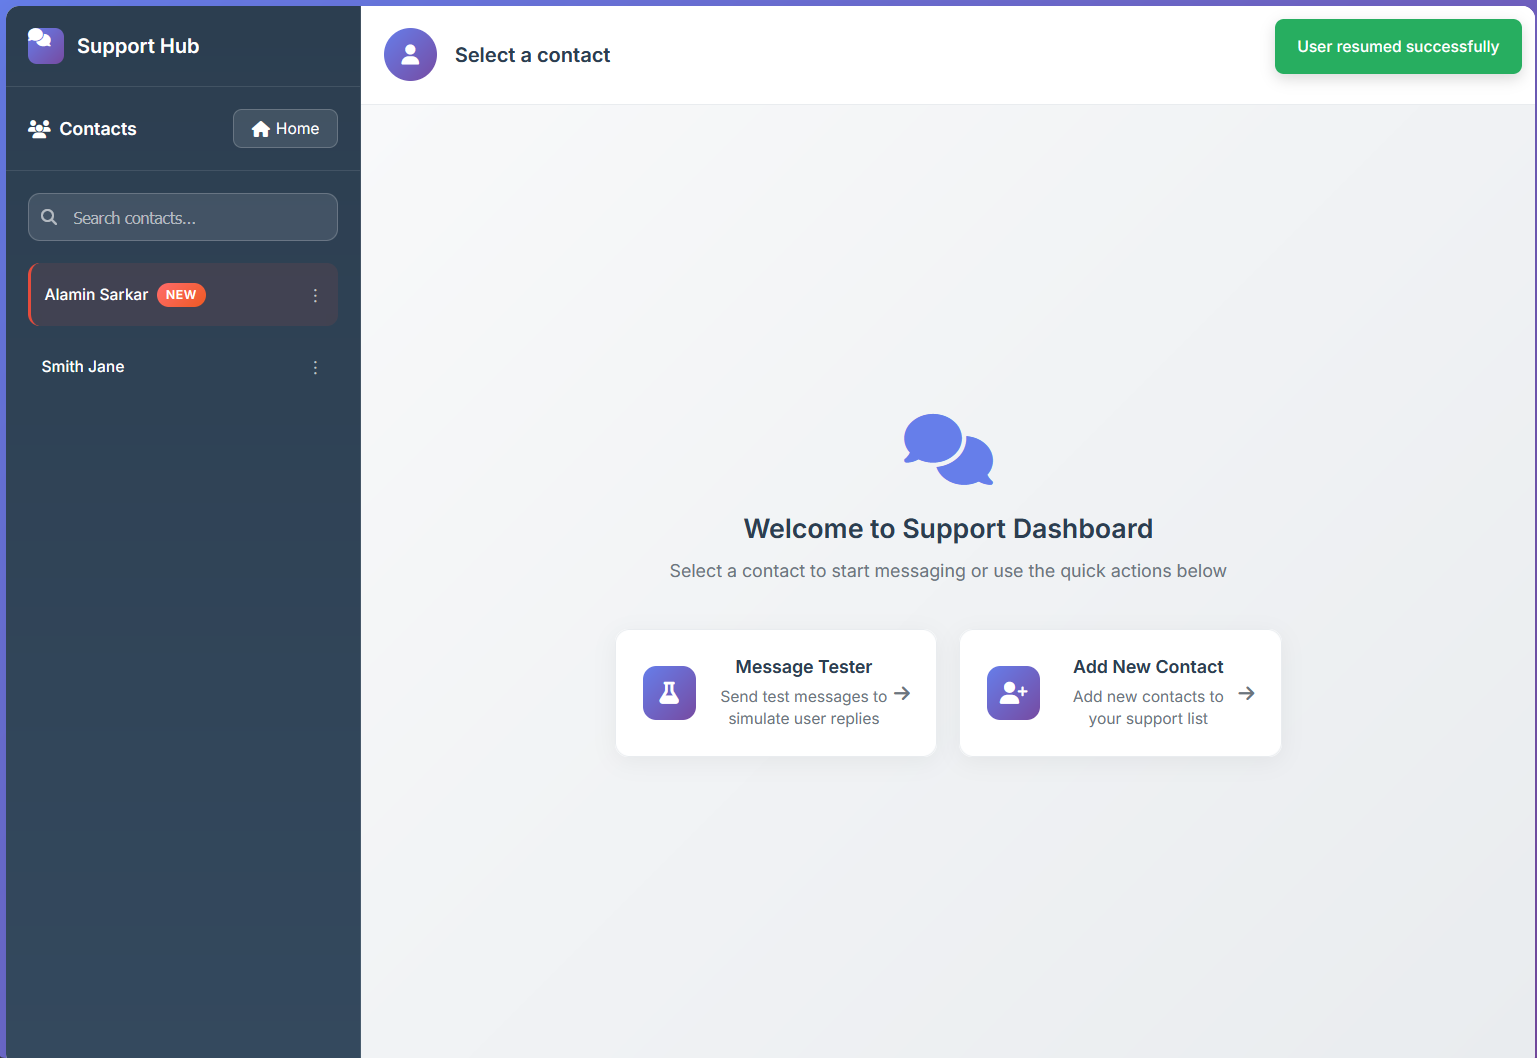 Support Hub
Contacts
Home
Search contacts...
Alamin Sarkar NEW
Smith Jane
Select a contact
User resumed successfully
Welcome to Support Dashboard
Select a contact to start messaging or use the quick actions below
Message Tester
Send test messages to
simulate user replies
Add New Contact
Add new contacts to
your support list